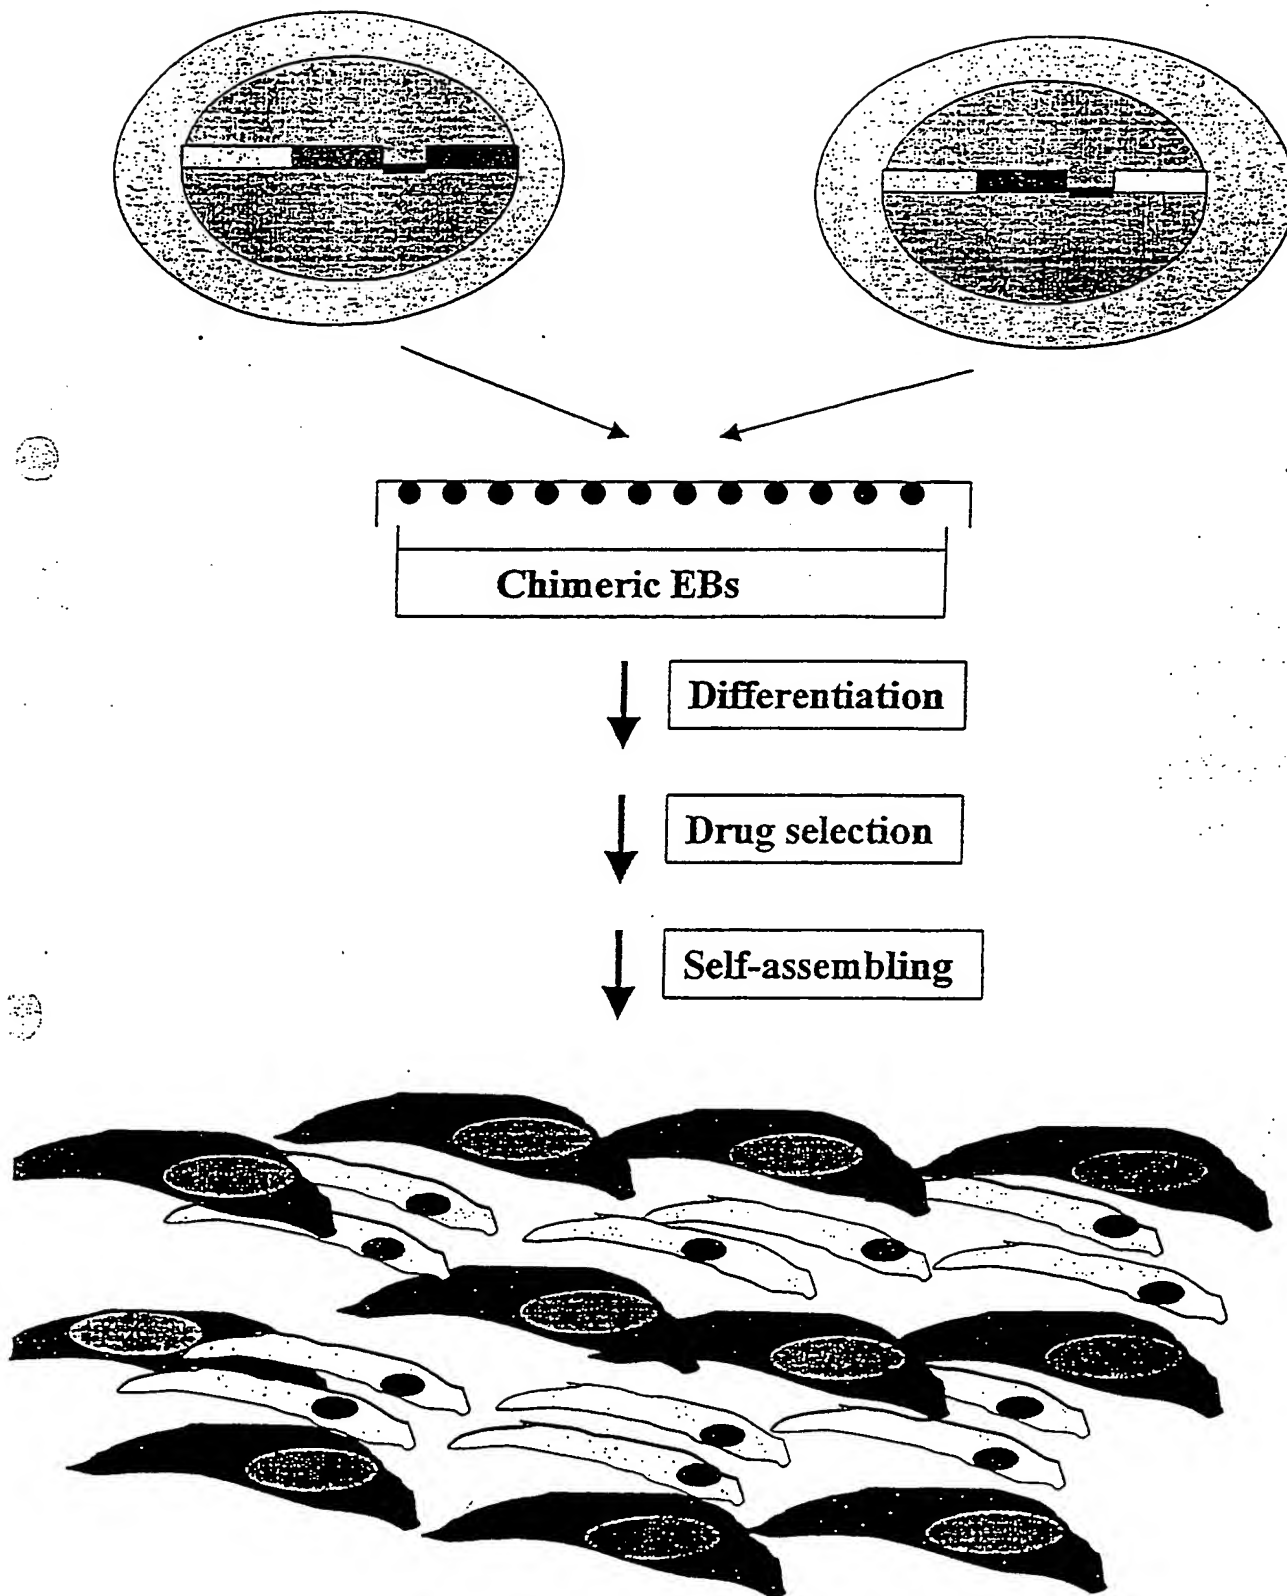 Chimeric EBs
Differentiation
Drug selection
Self-assembling